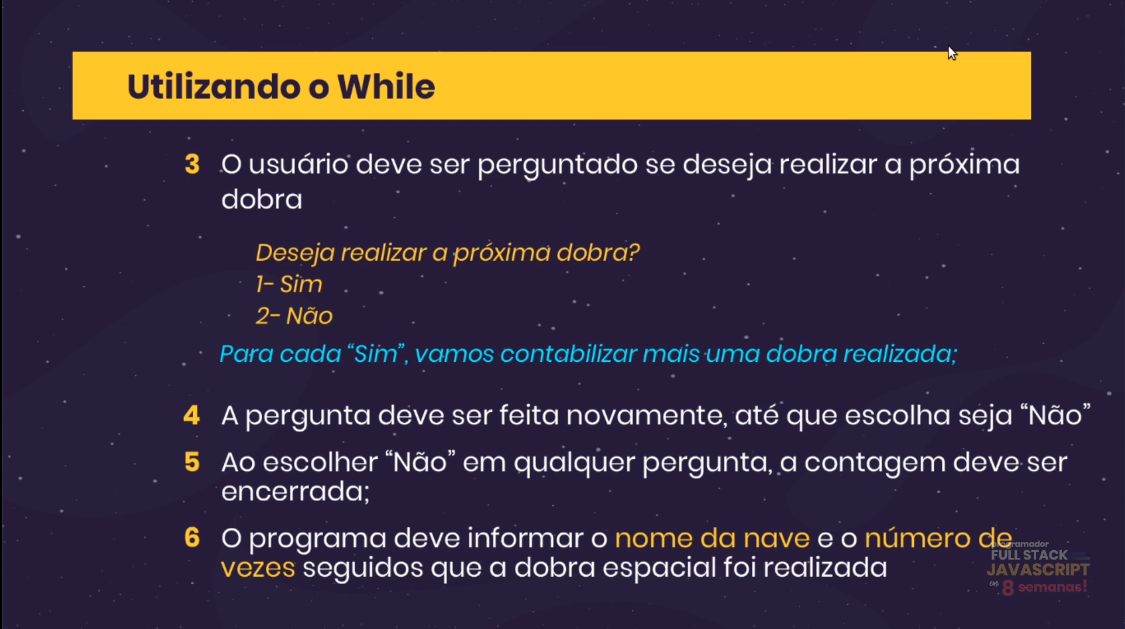 Utilizando o While
3 O usuário deve ser perguntado se deseja realizar a próxima
dobra
Deseja realizar a próxima dobra?
1- Sim
2- Não
Para cada “Sim”, vamos contabilizar mais uma dobra realizada;
4 A pergunta deve ser feita novamente, até que escolha seja “Não”
5 Ao escolher “Não” em qualquer pergunta, a contagem deve ser
encerrada;
6 O programa deve informar o nome da nave e o número de
vezes seguidos que a dobra espacial foi realizada
Programador
FULL STACK
JAVASCRIPT
em 8 semanas!